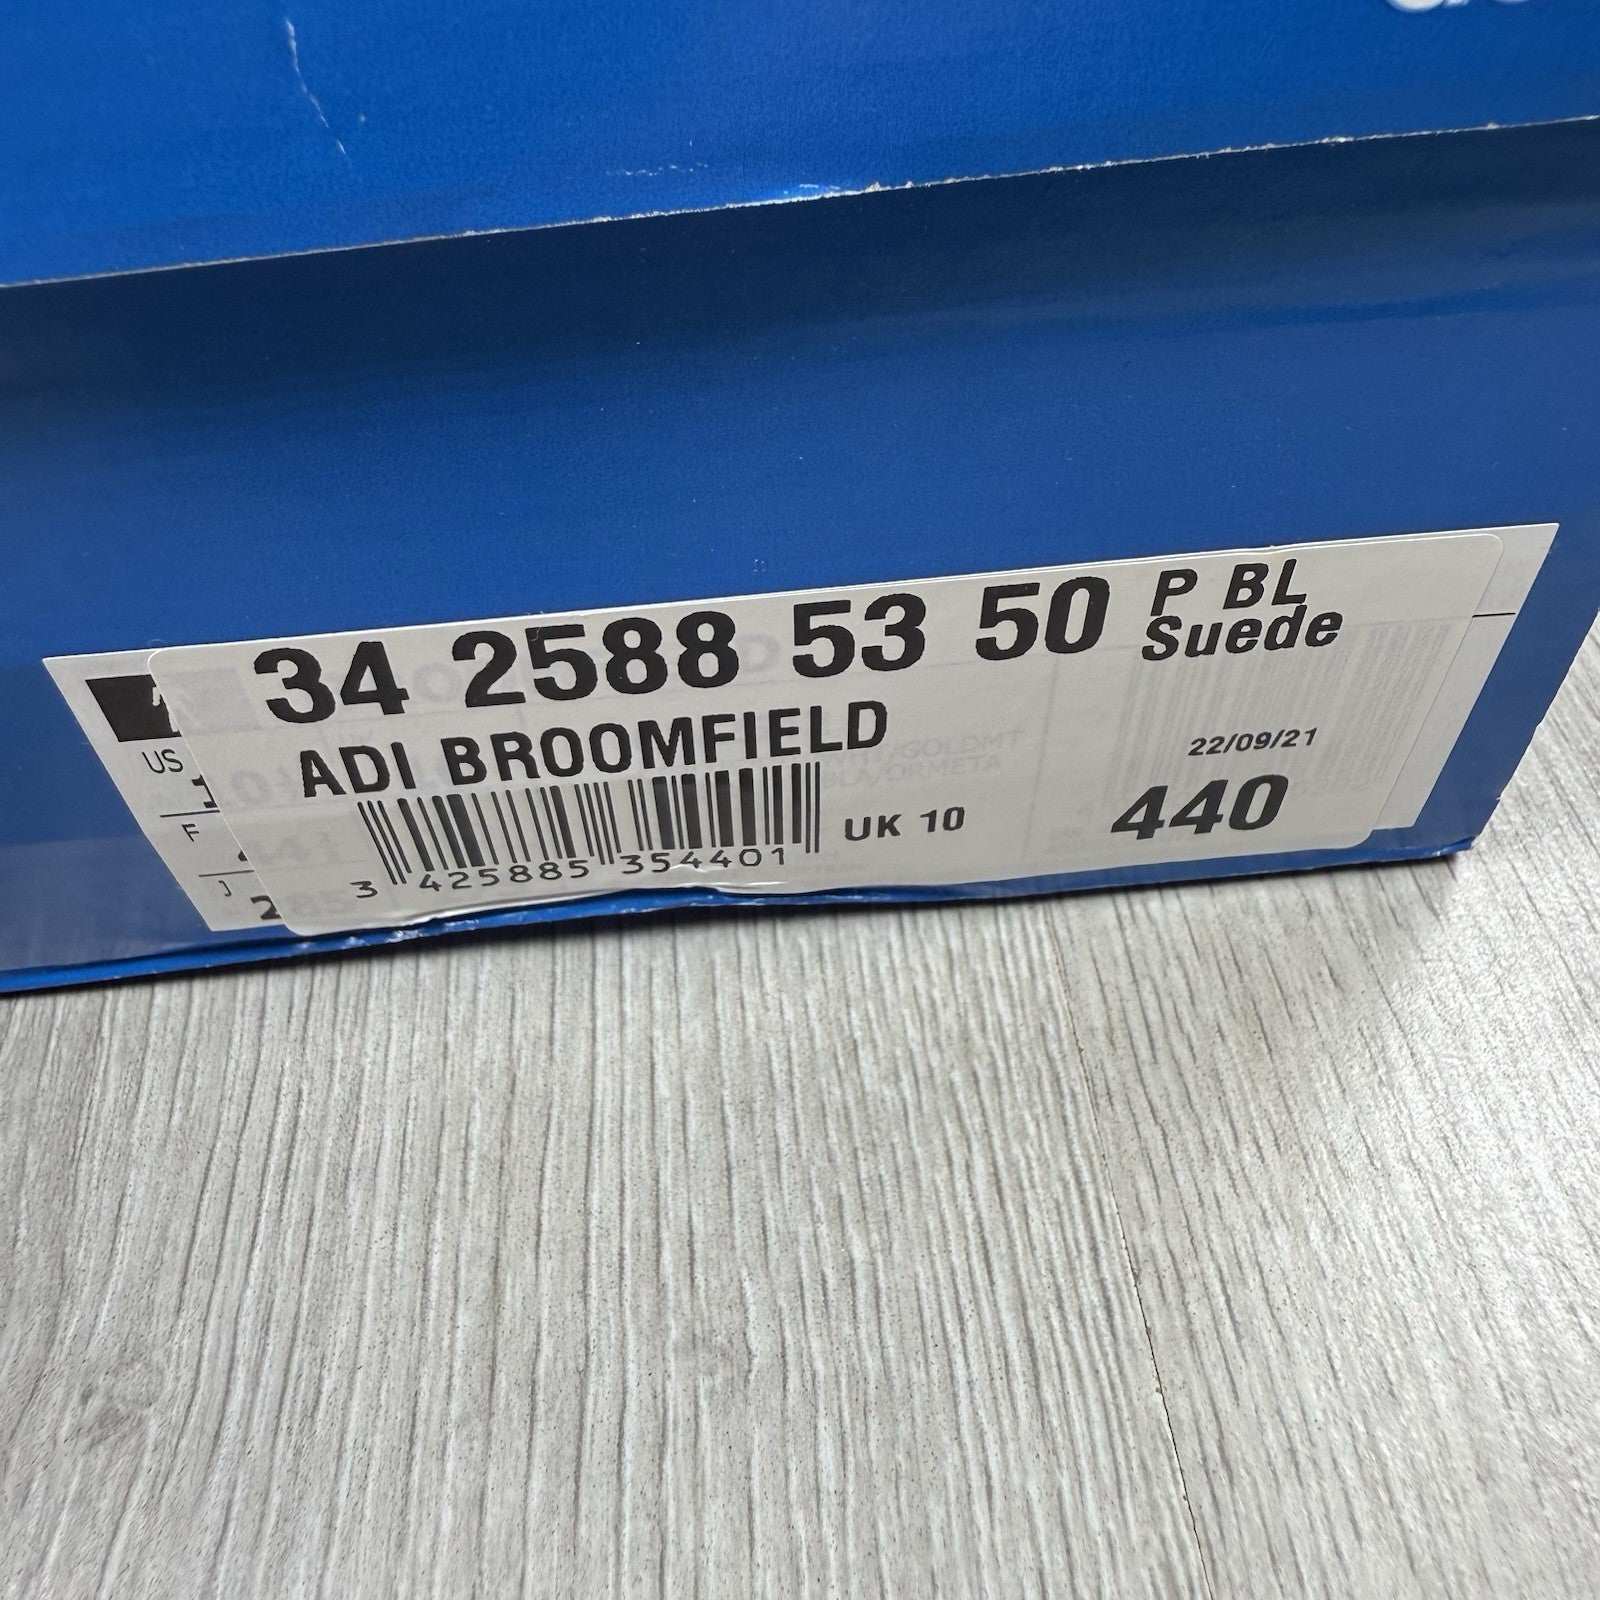 34 2588 53 50 P BL
Suede
ADI BROOMFIELD
22/09/21
3 425885 354401
UK 10
440
US
F
J